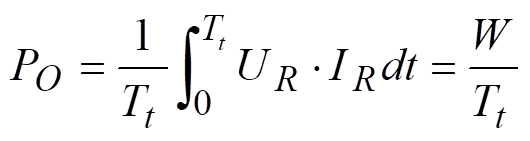 P_O = \frac{1}{T_t} \int_0^{T_t} U_R \cdot I_R dt = \frac{W}{T_t}